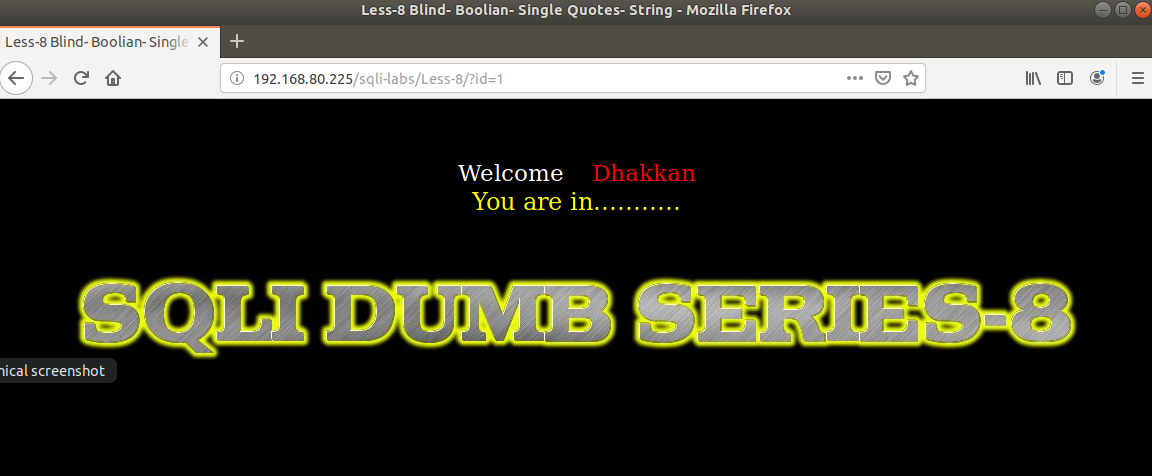 Less-8 Blind- Boolian- Single Quotes- String - Mozilla Firefox
Less-8 Blind- Boolian- Single
192.168.80.225/sqli-labs/Less-8/?id=1
Welcome Dhakkan
You are in...........
SQLI DUMB SERIES-8
nical screenshot